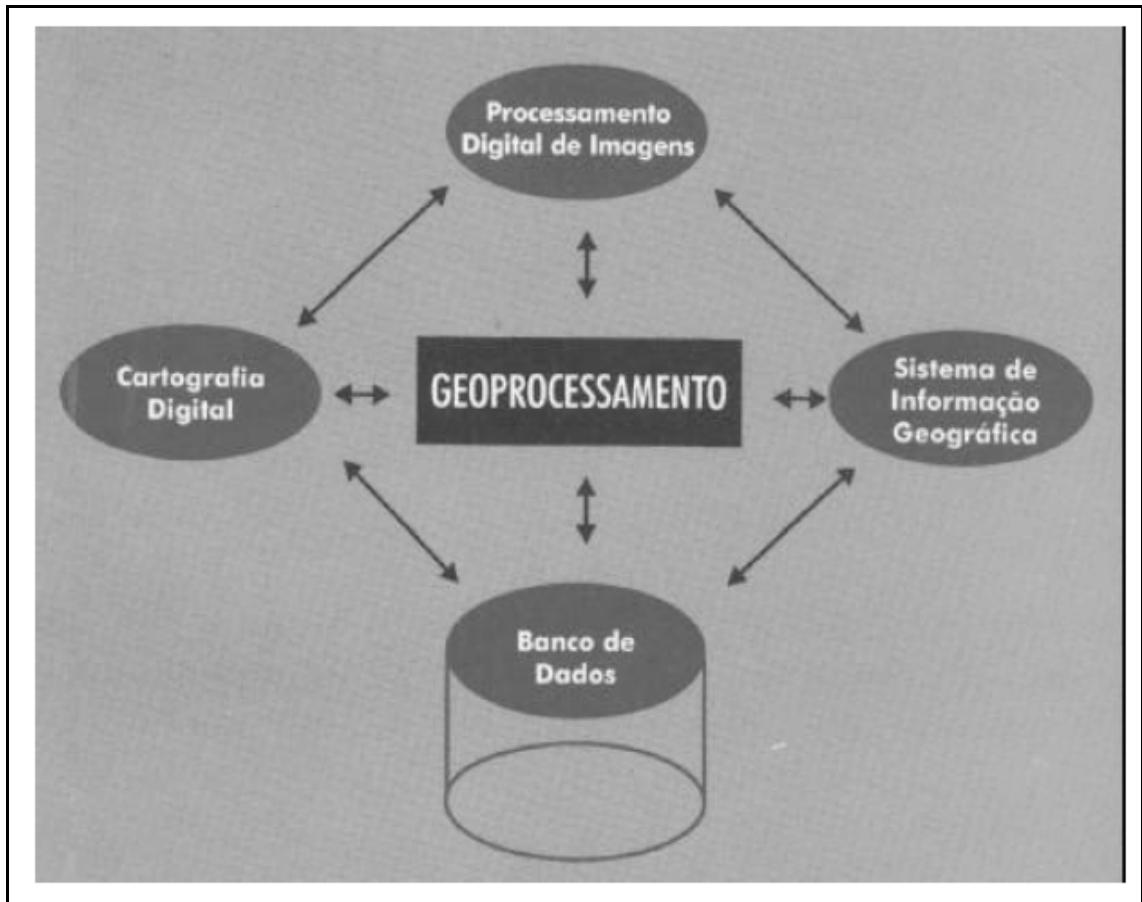 Processamento
Digital de Imagens
Cartografia
Digital
GEOPROCESSAMENTO
Sistema de
Informação
Geográfica
Banco de
Dados